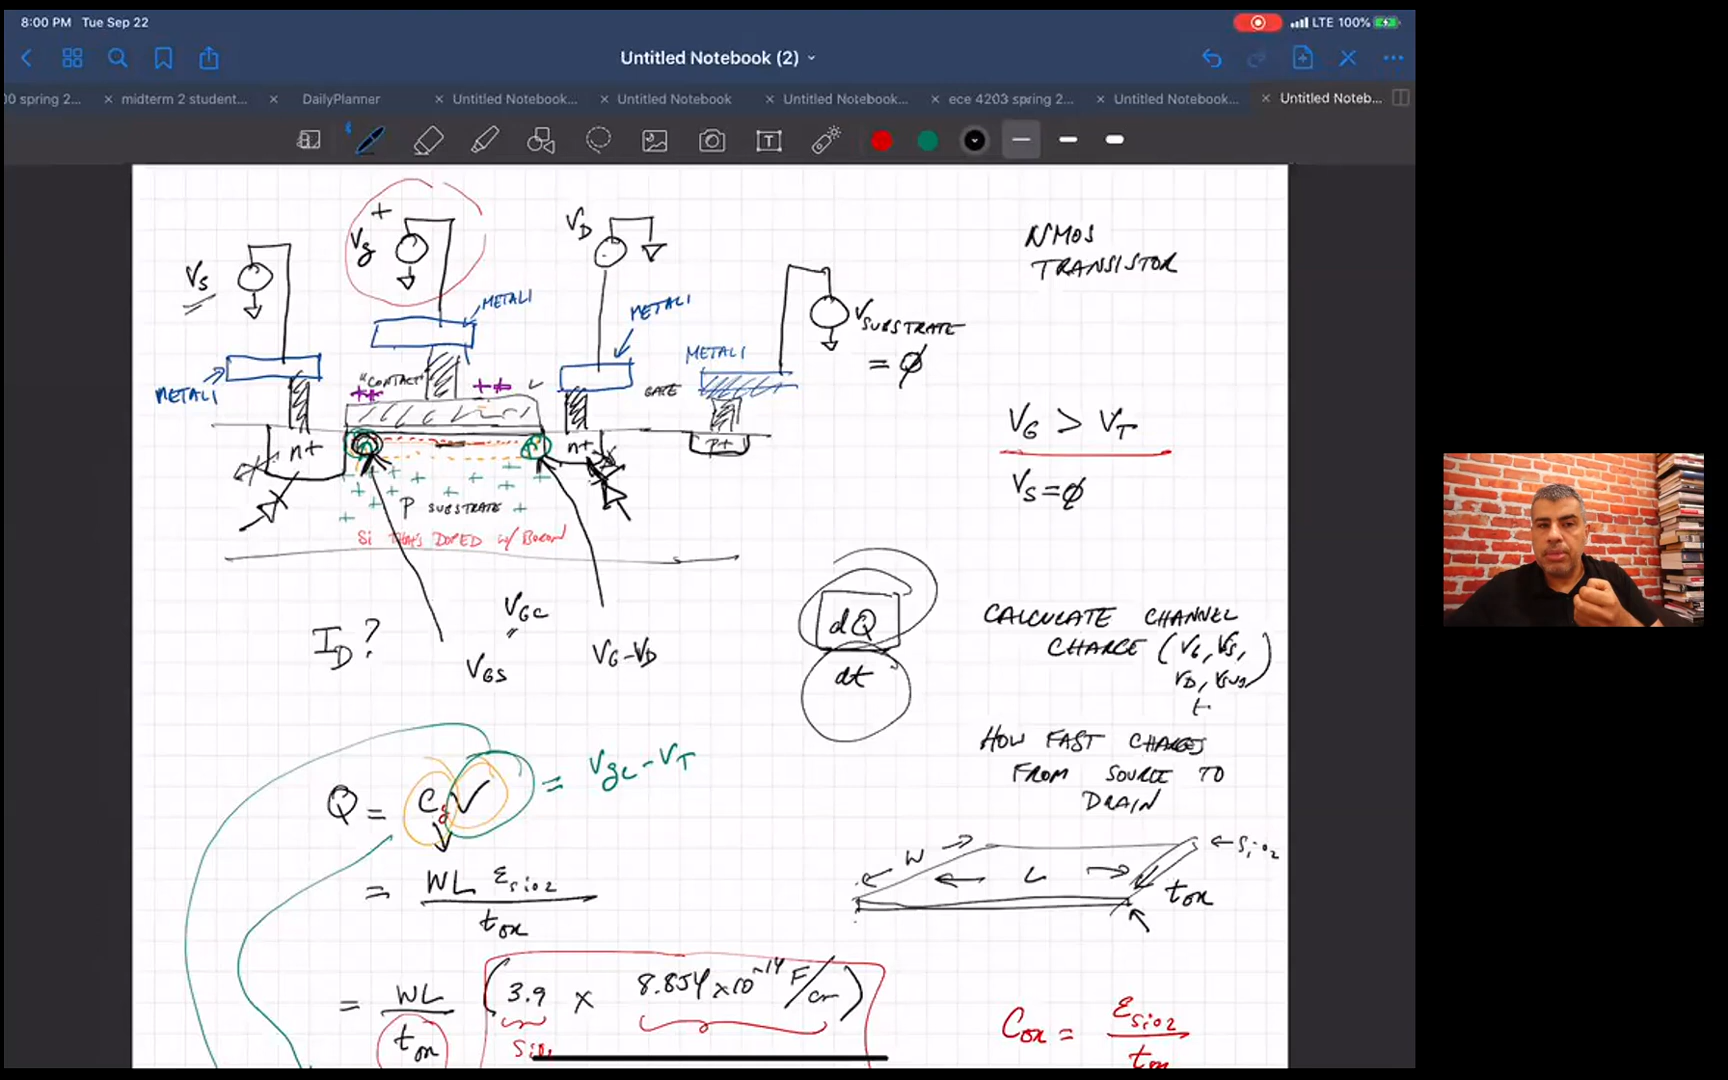 8:00 PM Tue Sep 22
LTE 100%
Untitled Notebook (2)
00 spring 2...
midterm 2 student...
DailyPlanner
Untitled Notebook...
Untitled Notebook
Untitled Notebook...
ece 4203 spring 2...
Untitled Notebook...
Untitled Noteb...
T
NMOS
TRANSISTOR
VS
+
Vg
VD
METAL1
METAL1
METAL1
METAL1
VSUBSTRATE
= ∅
"CONTACT"
++
++
L
GATE
n+
n+
P+
P SUBSTRATE
Si THAT'S DOPED w/ BORON
VG > VT
VS=∅
ID?
VGC
VGS
VG-VD
dQ
dt
CALCULATE CHANNEL
CHARGE (VG, VS,
VD, VSUB)
t
HOW FAST CHARGES
FROM SOURCE TO
DRAIN
Q = CgV = Vgc - VT
= WL εsio2
tox
W
L
← SiO2
tox
= WL (3.9 x 8.854 x 10-14 F/cm)
tox
Cox = εsio2
tox